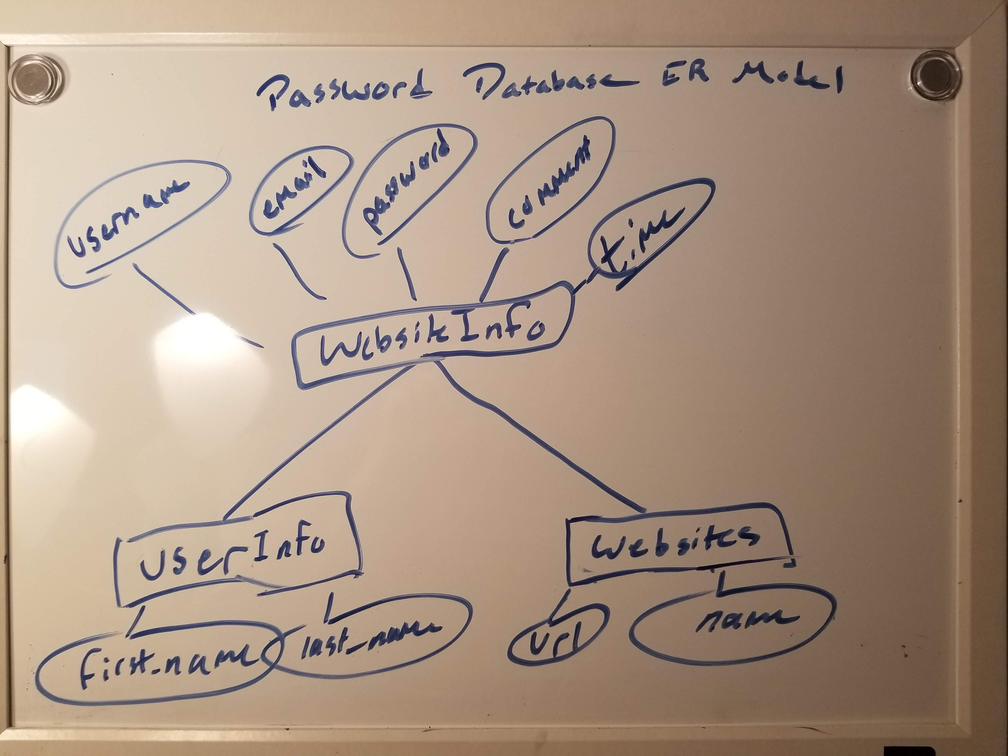 Password Database ER Model
username
email
password
comment
time
WebsiteInfo
UserInfo
Websites
first_name
last_name
url
name